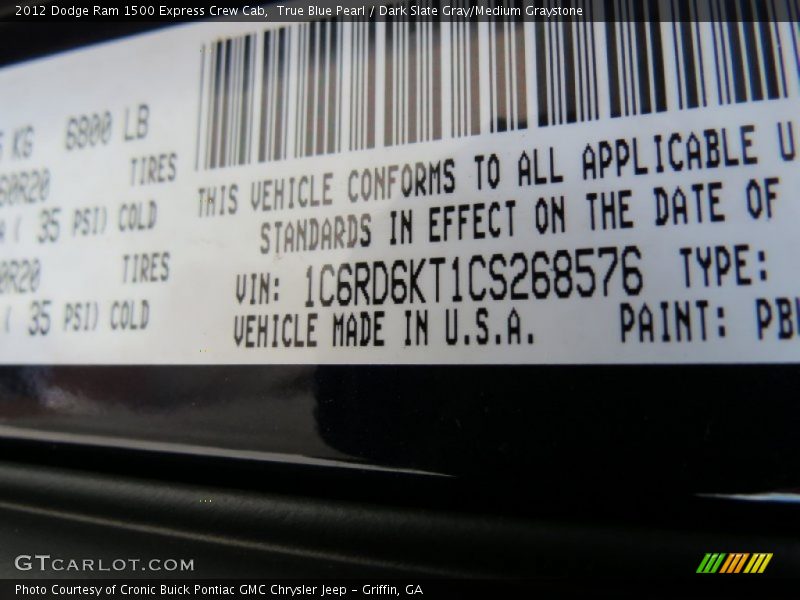 2012 Dodge Ram 1500 Express Crew Cab, True Blue Pearl / Dark Slate Gray/Medium Graystone
KG 6800 LB
TIRES
35 PSI) COLD
TIRES
35 PSI) COLD
THIS VEHICLE CONFORMS TO ALL APPLICABLE U
STANDARDS IN EFFECT ON THE DATE OF
VIN: 1C6RD6KT1CS268576 TYPE:
VEHICLE MADE IN U.S.A. PAINT:
GTCARLOT.COM
Photo Courtesy of Cronic Buick Pontiac GMC Chrysler Jeep - Griffin, GA